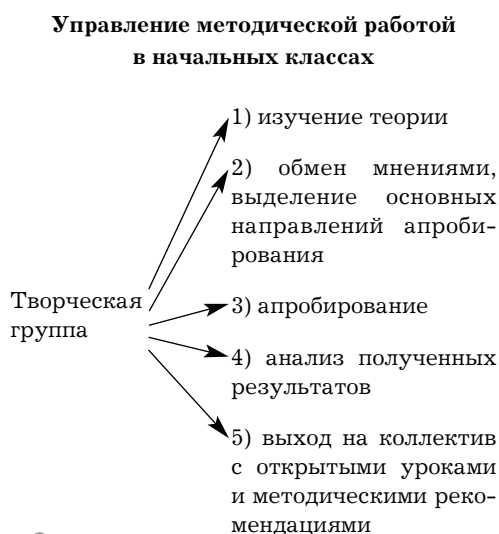 Управление методической работой
в начальных классах
1) изучение теории
2) обмен мнениями,
выделение основных
направлений апроби-
рования
Творческая
группа
3) апробирование
4) анализ полученных
результатов
5) выход на коллектив
с открытыми уроками
и методическими реко-
мендациями